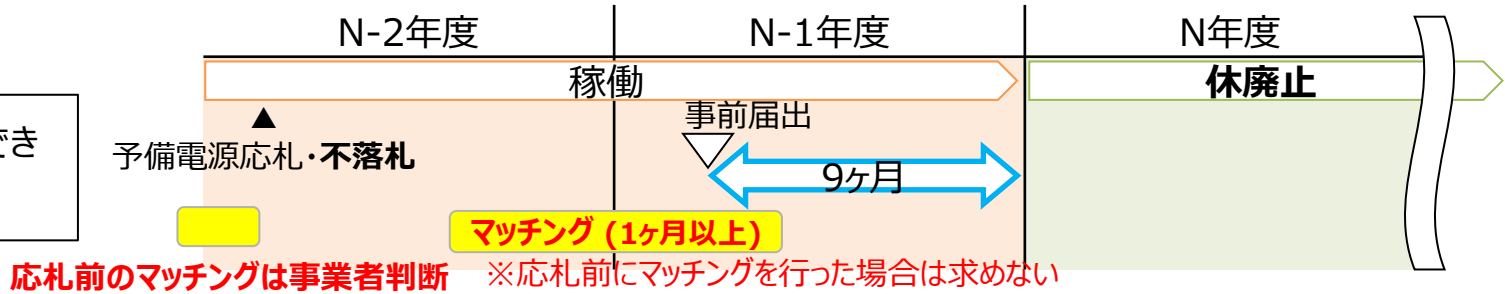 N-2年度
N-1年度
N年度
稼働
休廃止
でき
▲
事前届出
予備電源応札・不落札
9ヶ月
マッチング (1ヶ月以上)
応札前のマッチングは事業者判断
※応札前にマッチングを行った場合は求めない